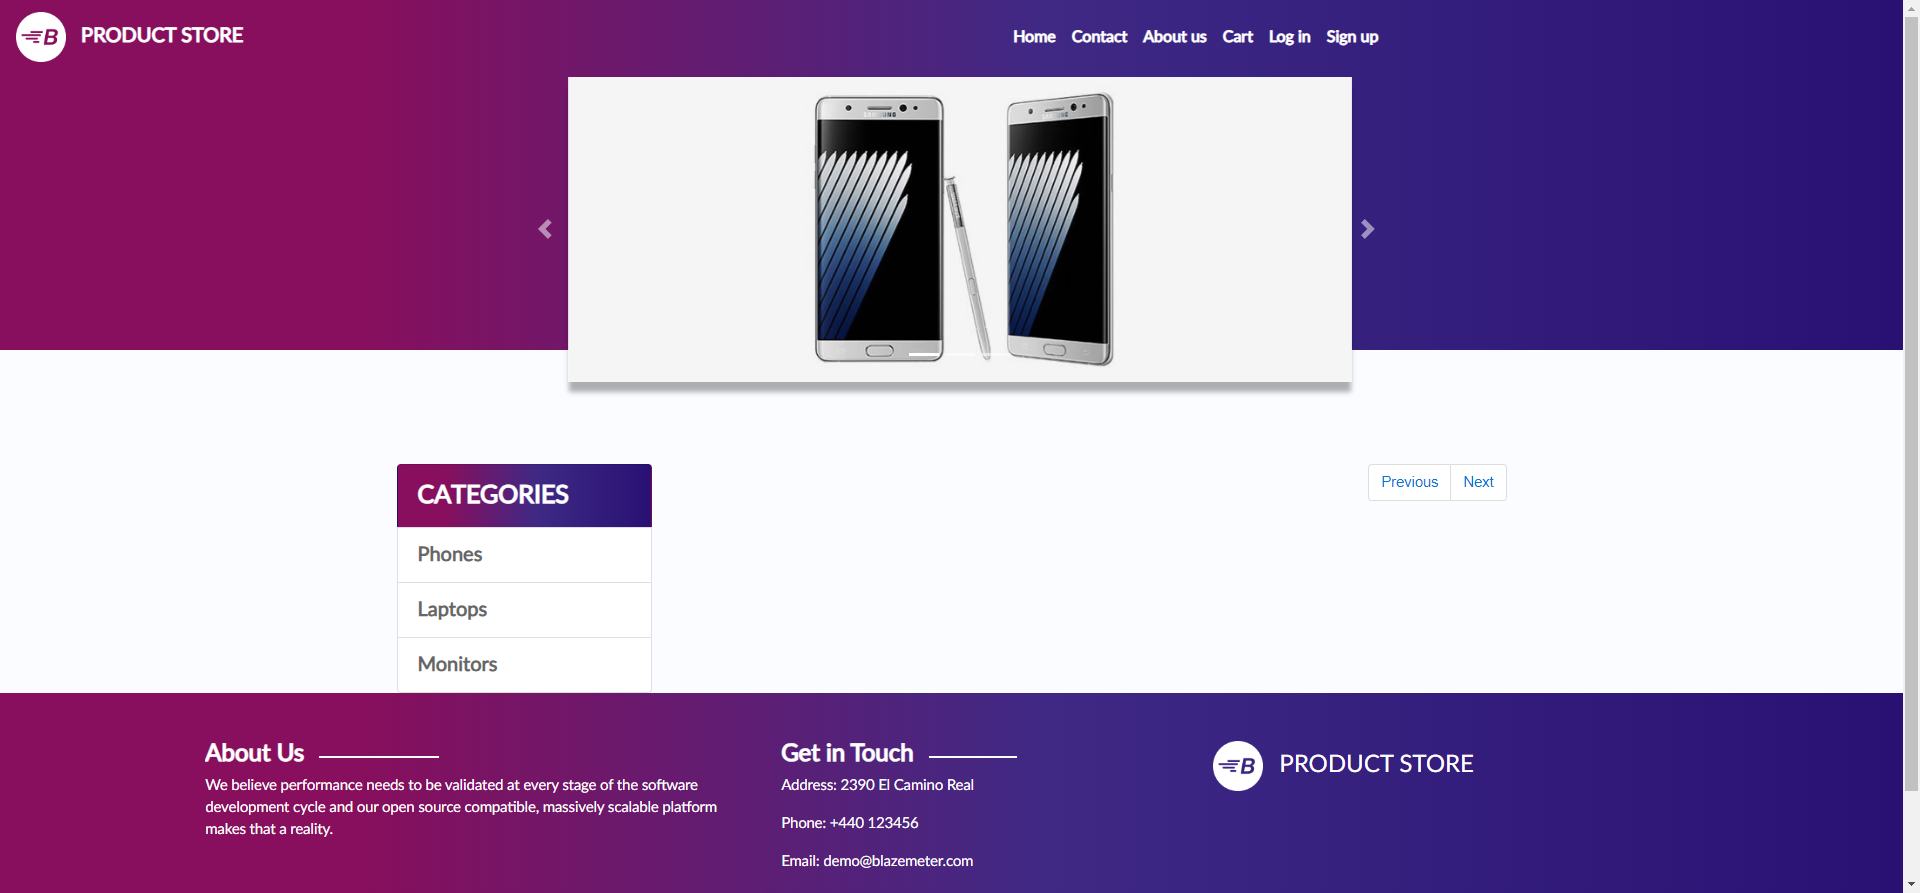 B PRODUCT STORE
Home Contact About us Cart Log in Sign up
SAMSUNG
SAMSUNG
CATEGORIES
Phones
Laptops
Monitors
Previous Next
About Us
We believe performance needs to be validated at every stage of the software
development cycle and our open source compatible, massively scalable platform
makes that a reality.
Get in Touch
Address: 2390 El Camino Real
Phone: +440 123456
Email: demo@blazemeter.com
B PRODUCT STORE